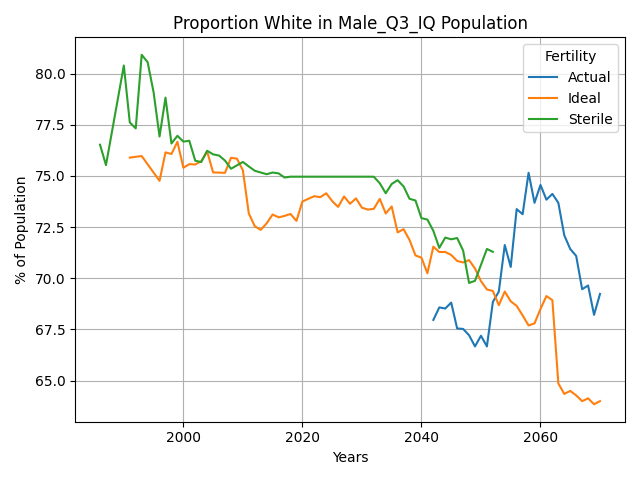 Proportion White in Male_Q3_IQ Population
Fertility
Actual
Ideal
Sterile
% of Population
80.0
77.5
75.0
72.5
70.0
67.5
65.0
2000
2020
2040
2060
Years